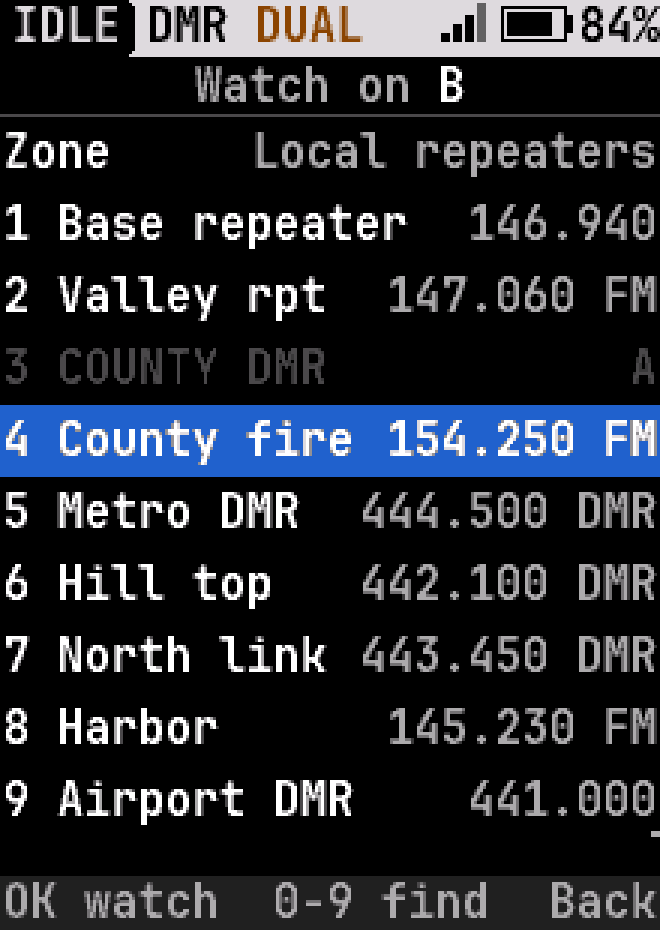 IDLE DMR DUAL 84%
Watch on B
Zone Local repeaters
1 Base repeater 146.940
2 Valley rpt 147.060 FM
3 COUNTY DMR A
4 County fire 154.250 FM
5 Metro DMR 444.500 DMR
6 Hill top 442.100 DMR
7 North link 443.450 DMR
8 Harbor 145.230 FM
9 Airport DMR 441.000
OK watch 0-9 find Back